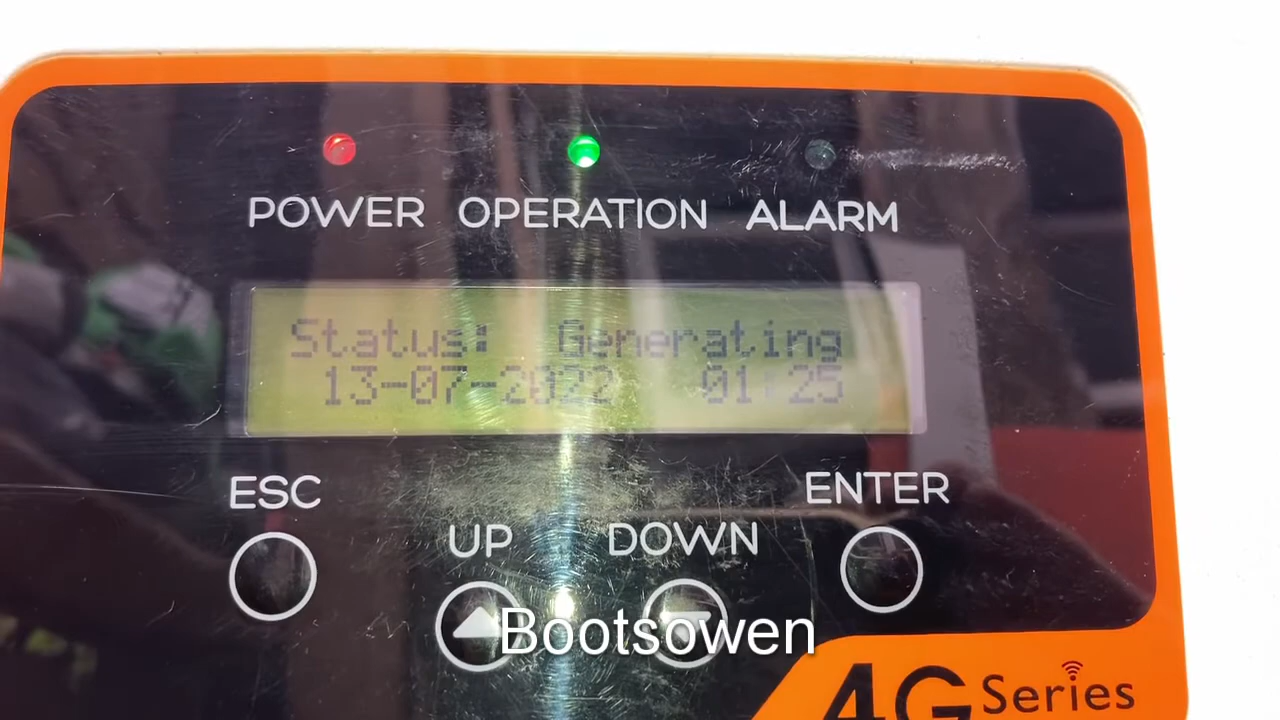 POWER OPERATION ALARM
Status: Generating
13-07-2022 01:25
ESC
ENTER
UP
DOWN
Bootsowen
4G Series